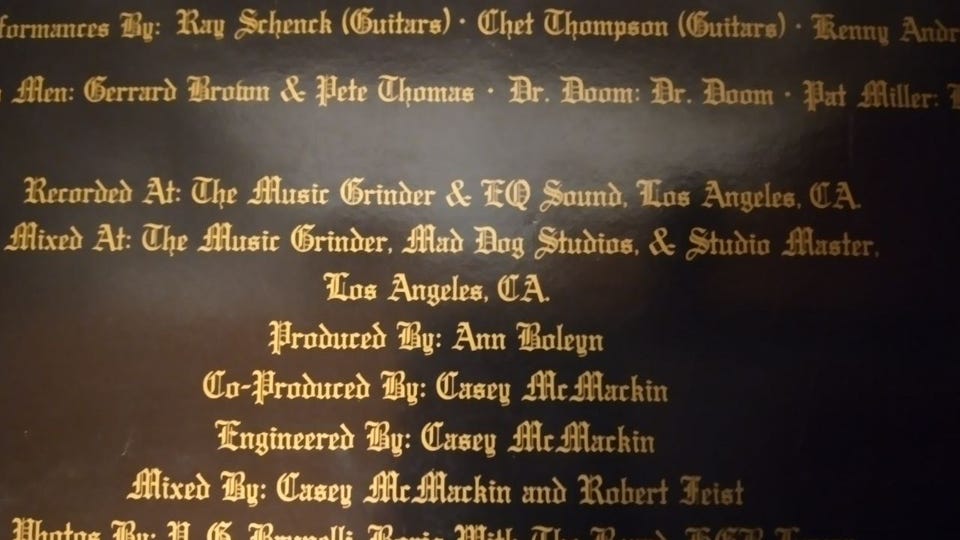 formances By: Ray Schenck (Guitars) · Chet Thompson (Guitars) · Kenny Andr
Men: Gerrard Brown & Pete Thomas · Dr. Doom: Dr. Doom · Pat Miller:
Recorded At: The Music Grinder & EQ Sound, Los Angeles, CA.
Mixed At: The Music Grinder, Mad Dog Studios, & Studio Master,
Los Angeles, CA.
Produced By: Ann Boleyn
Co-Produced By: Casey McMackin
Engineered By: Casey McMackin
Mixed By: Casey McMackin and Robert Feist
Photos By: